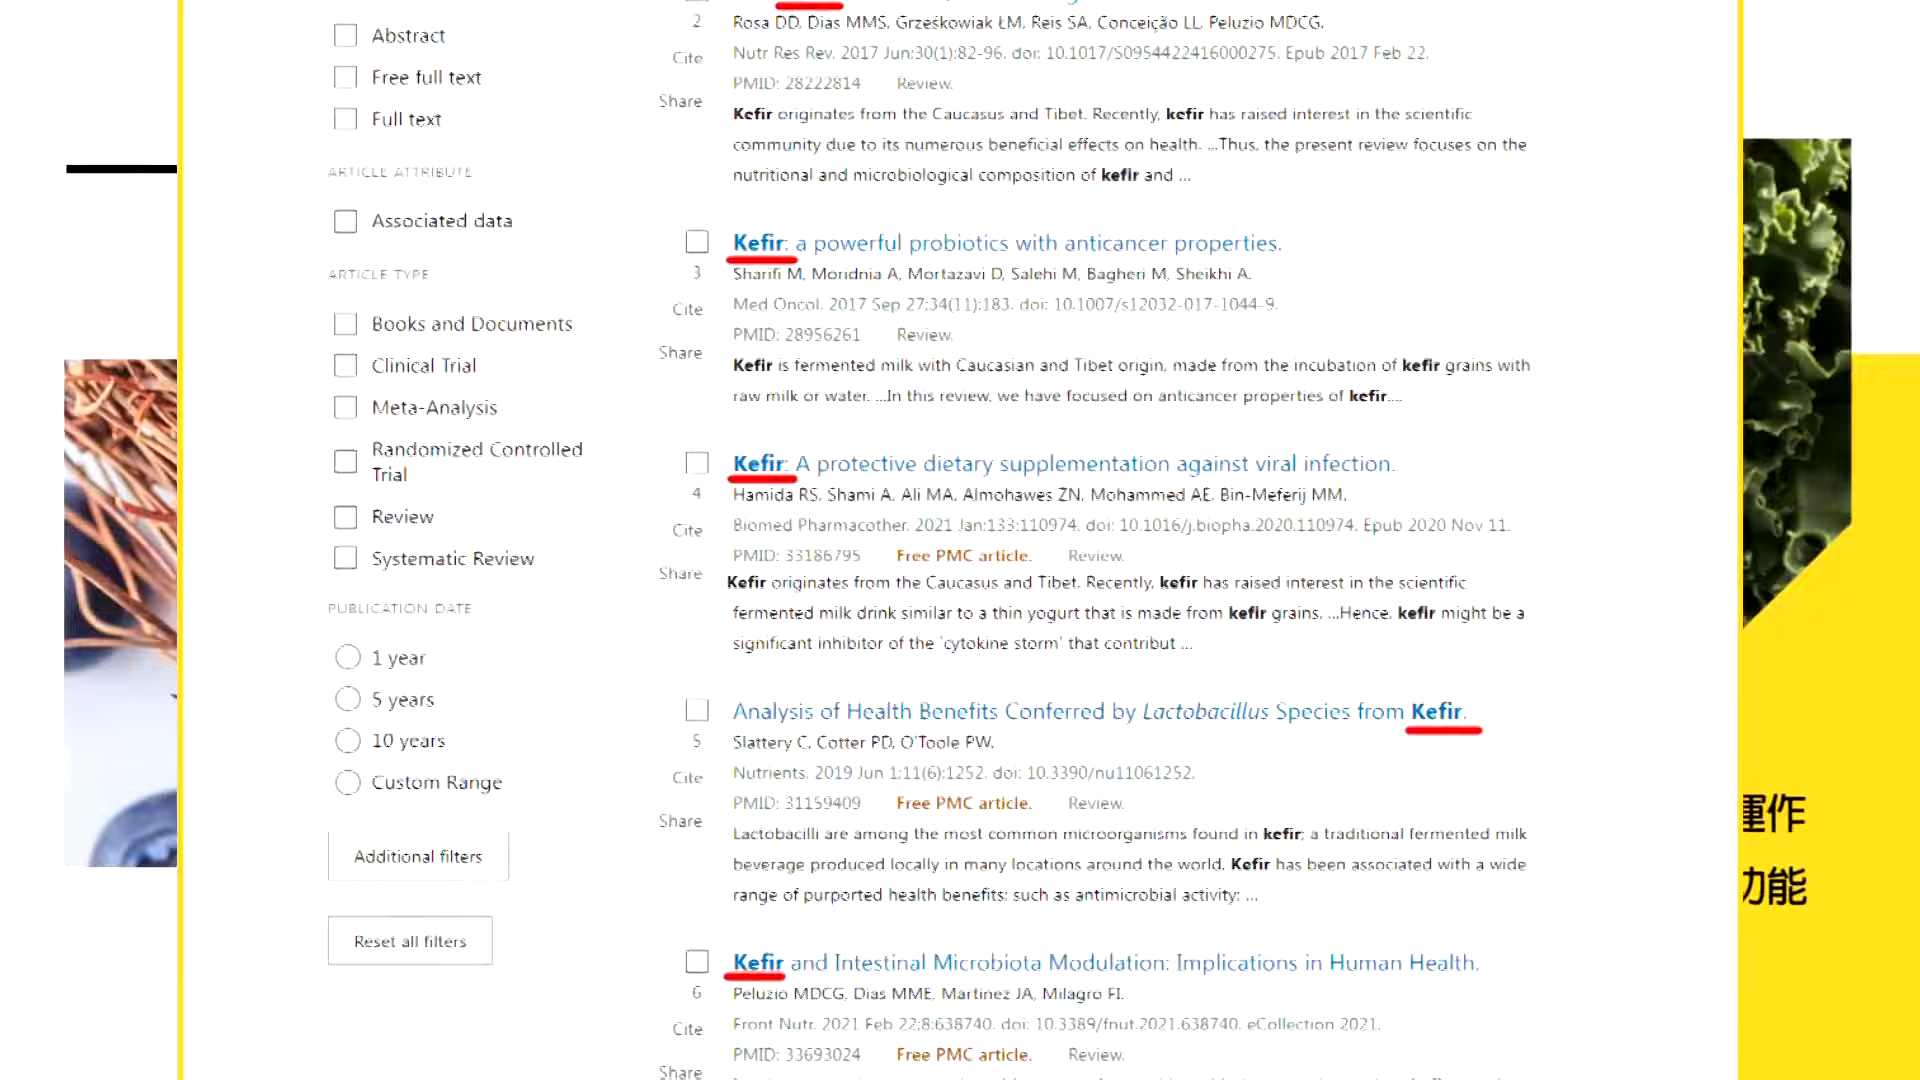 Abstract
Free full text
Full text
ARTICLE ATTRIBUTE
Associated data
ARTICLE TYPE
Books and Documents
Clinical Trial
Meta-Analysis
Randomized Controlled
Trial
Review
Systematic Review
PUBLICATION DATE
1 year
5 years
10 years
Custom Range
Additional filters
Reset all filters
2
Rosa DD, Dias MMS, Grześkowiak ŁM, Reis SA, Conceição LL, Peluzio MDCG.
Cite
Nutr Res Rev. 2017 Jun;30(1):82-96. doi: 10.1017/S0954422416000275. Epub 2017 Feb 22.
PMID: 28222814 Review.
Share
Kefir originates from the Caucasus and Tibet. Recently, kefir has raised interest in the scientific
community due to its numerous beneficial effects on health. ...Thus, the present review focuses on the
nutritional and microbiological composition of kefir and ...
Kefir: a powerful probiotics with anticancer properties.
3
Sharifi M, Moridnia A, Mortazavi D, Salehi M, Bagheri M, Sheikhi A.
Cite
Med Oncol. 2017 Sep 27;34(11):183. doi: 10.1007/s12032-017-1044-9.
PMID: 28956261 Review.
Share
Kefir is fermented milk with Caucasian and Tibet origin, made from the incubation of kefir grains with
raw milk or water. ...In this review, we have focused on anticancer properties of kefir....
Kefir: A protective dietary supplementation against viral infection.
4
Hamida RS, Shami A, Ali MA, Almohawes ZN, Mohammed AE, Bin-Meferij MM.
Cite
Biomed Pharmacother. 2021 Jan;133:110974. doi: 10.1016/j.biopha.2020.110974. Epub 2020 Nov 11.
PMID: 33186795 Free PMC article. Review.
Share
Kefir originates from the Caucasus and Tibet. Recently, kefir has raised interest in the scientific
fermented milk drink similar to a thin yogurt that is made from kefir grains. ...Hence, kefir might be a
significant inhibitor of the 'cytokine storm' that contribut ...
Analysis of Health Benefits Conferred by Lactobacillus Species from Kefir.
5
Slattery C, Cotter PD, O'Toole PW.
Cite
Nutrients. 2019 Jun 1;11(6):1252. doi: 10.3390/nu11061252.
PMID: 31159409 Free PMC article. Review.
Share
Lactobacilli are among the most common microorganisms found in kefir; a traditional fermented milk
beverage produced locally in many locations around the world. Kefir has been associated with a wide
range of purported health benefits; such as antimicrobial activity; ...
Kefir and Intestinal Microbiota Modulation: Implications in Human Health.
6
Peluzio MDCG, Dias MME, Martinez JA, Milagro FI.
Cite
Front Nutr. 2021 Feb 22;8:638740. doi: 10.3389/fnut.2021.638740. eCollection 2021.
PMID: 33693024 Free PMC article. Review.
Share
運作
功能